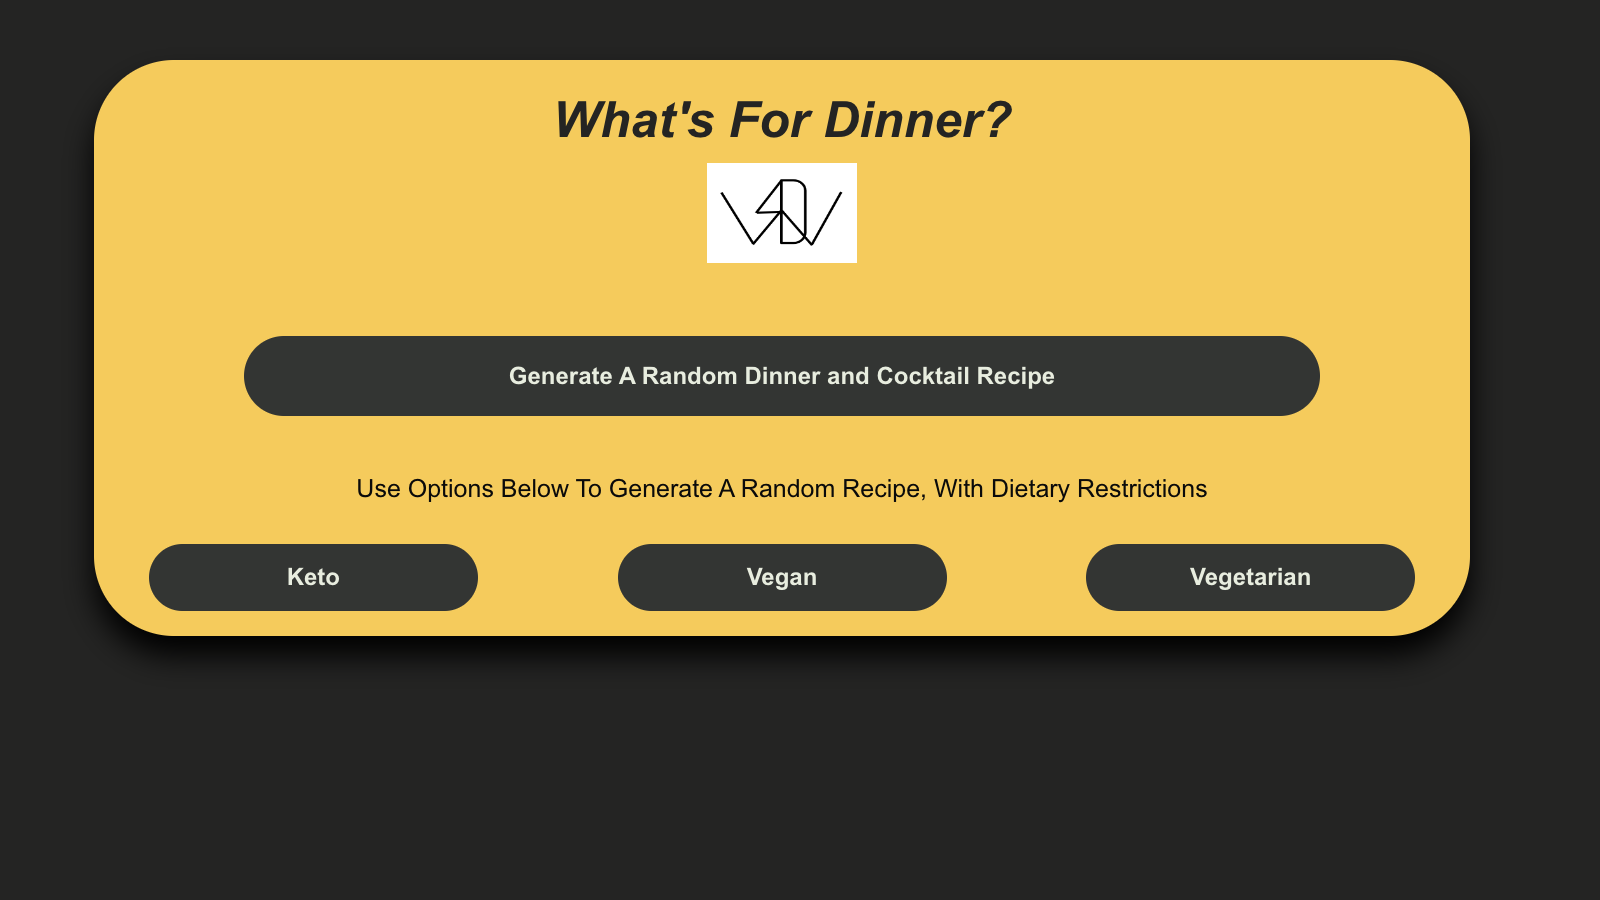 What's For Dinner?
Generate A Random Dinner and Cocktail Recipe
Use Options Below To Generate A Random Recipe, With Dietary Restrictions
Keto
Vegan
Vegetarian